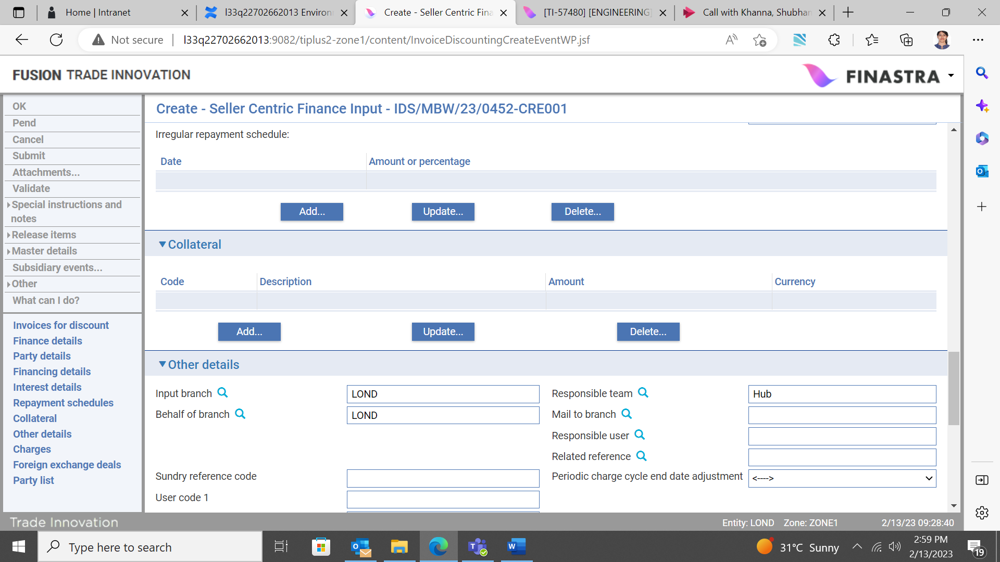 Home | Intranet
l33q22702662013 Environ
Create - Seller Centric Fina
[TI-57480] [ENGINEERING]
Call with Khanna, Shubhan
Not secure
l33q22702662013:9082/tiplus2-zone1/content/InvoiceDiscountingCreateEventWP.jsf
FUSION TRADE INNOVATION
FINASTRA
OK
Pend
Cancel
Submit
Attachments...
Validate
Special instructions and
notes
Release items
Master details
Subsidiary events...
Other
What can I do?
Invoices for discount
Finance details
Party details
Financing details
Interest details
Repayment schedules
Collateral
Other details
Charges
Foreign exchange deals
Party list
Create - Seller Centric Finance Input - IDS/MBW/23/0452-CRE001
Irregular repayment schedule:
Date Amount or percentage
Add... Update... Delete...
Collateral
Code Description Amount Currency
Add... Update... Delete...
Other details
Input branch LOND Responsible team Hub
Behalf of branch LOND Mail to branch
Responsible user
Related reference
Sundry reference code Periodic charge cycle end date adjustment <---->
User code 1
Trade Innovation Entity: LOND Zone: ZONE1 2/13/23 09:28:40
Type here to search
31°C Sunny
2:59 PM
2/13/2023
19